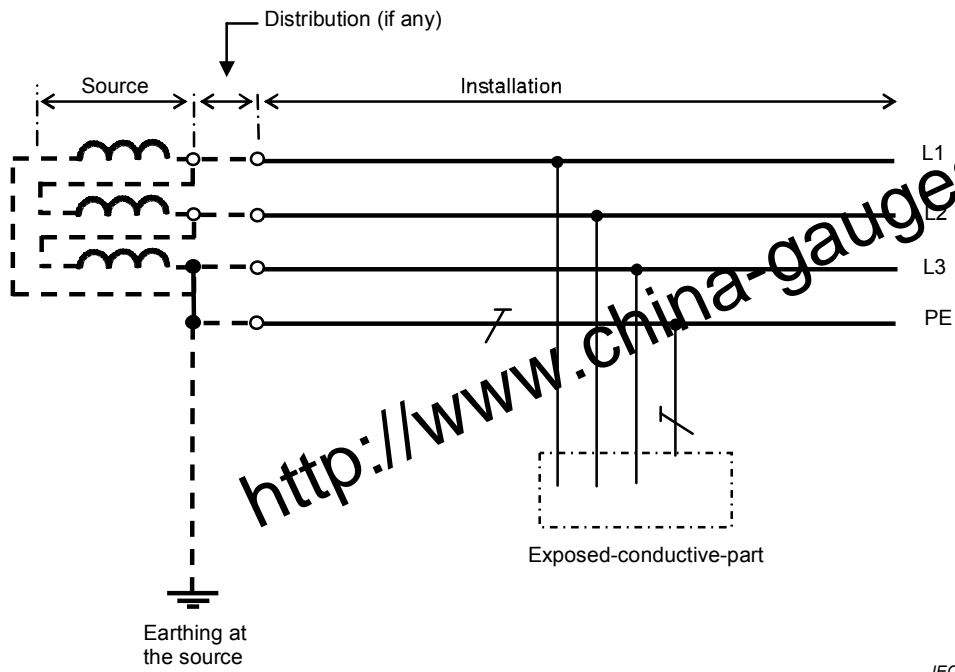 Distribution (if any)
Source
Installation
L1
L2
L3
PE
http://www.china-gauges
Exposed-conductive-part
Earthing at
the source
IEC